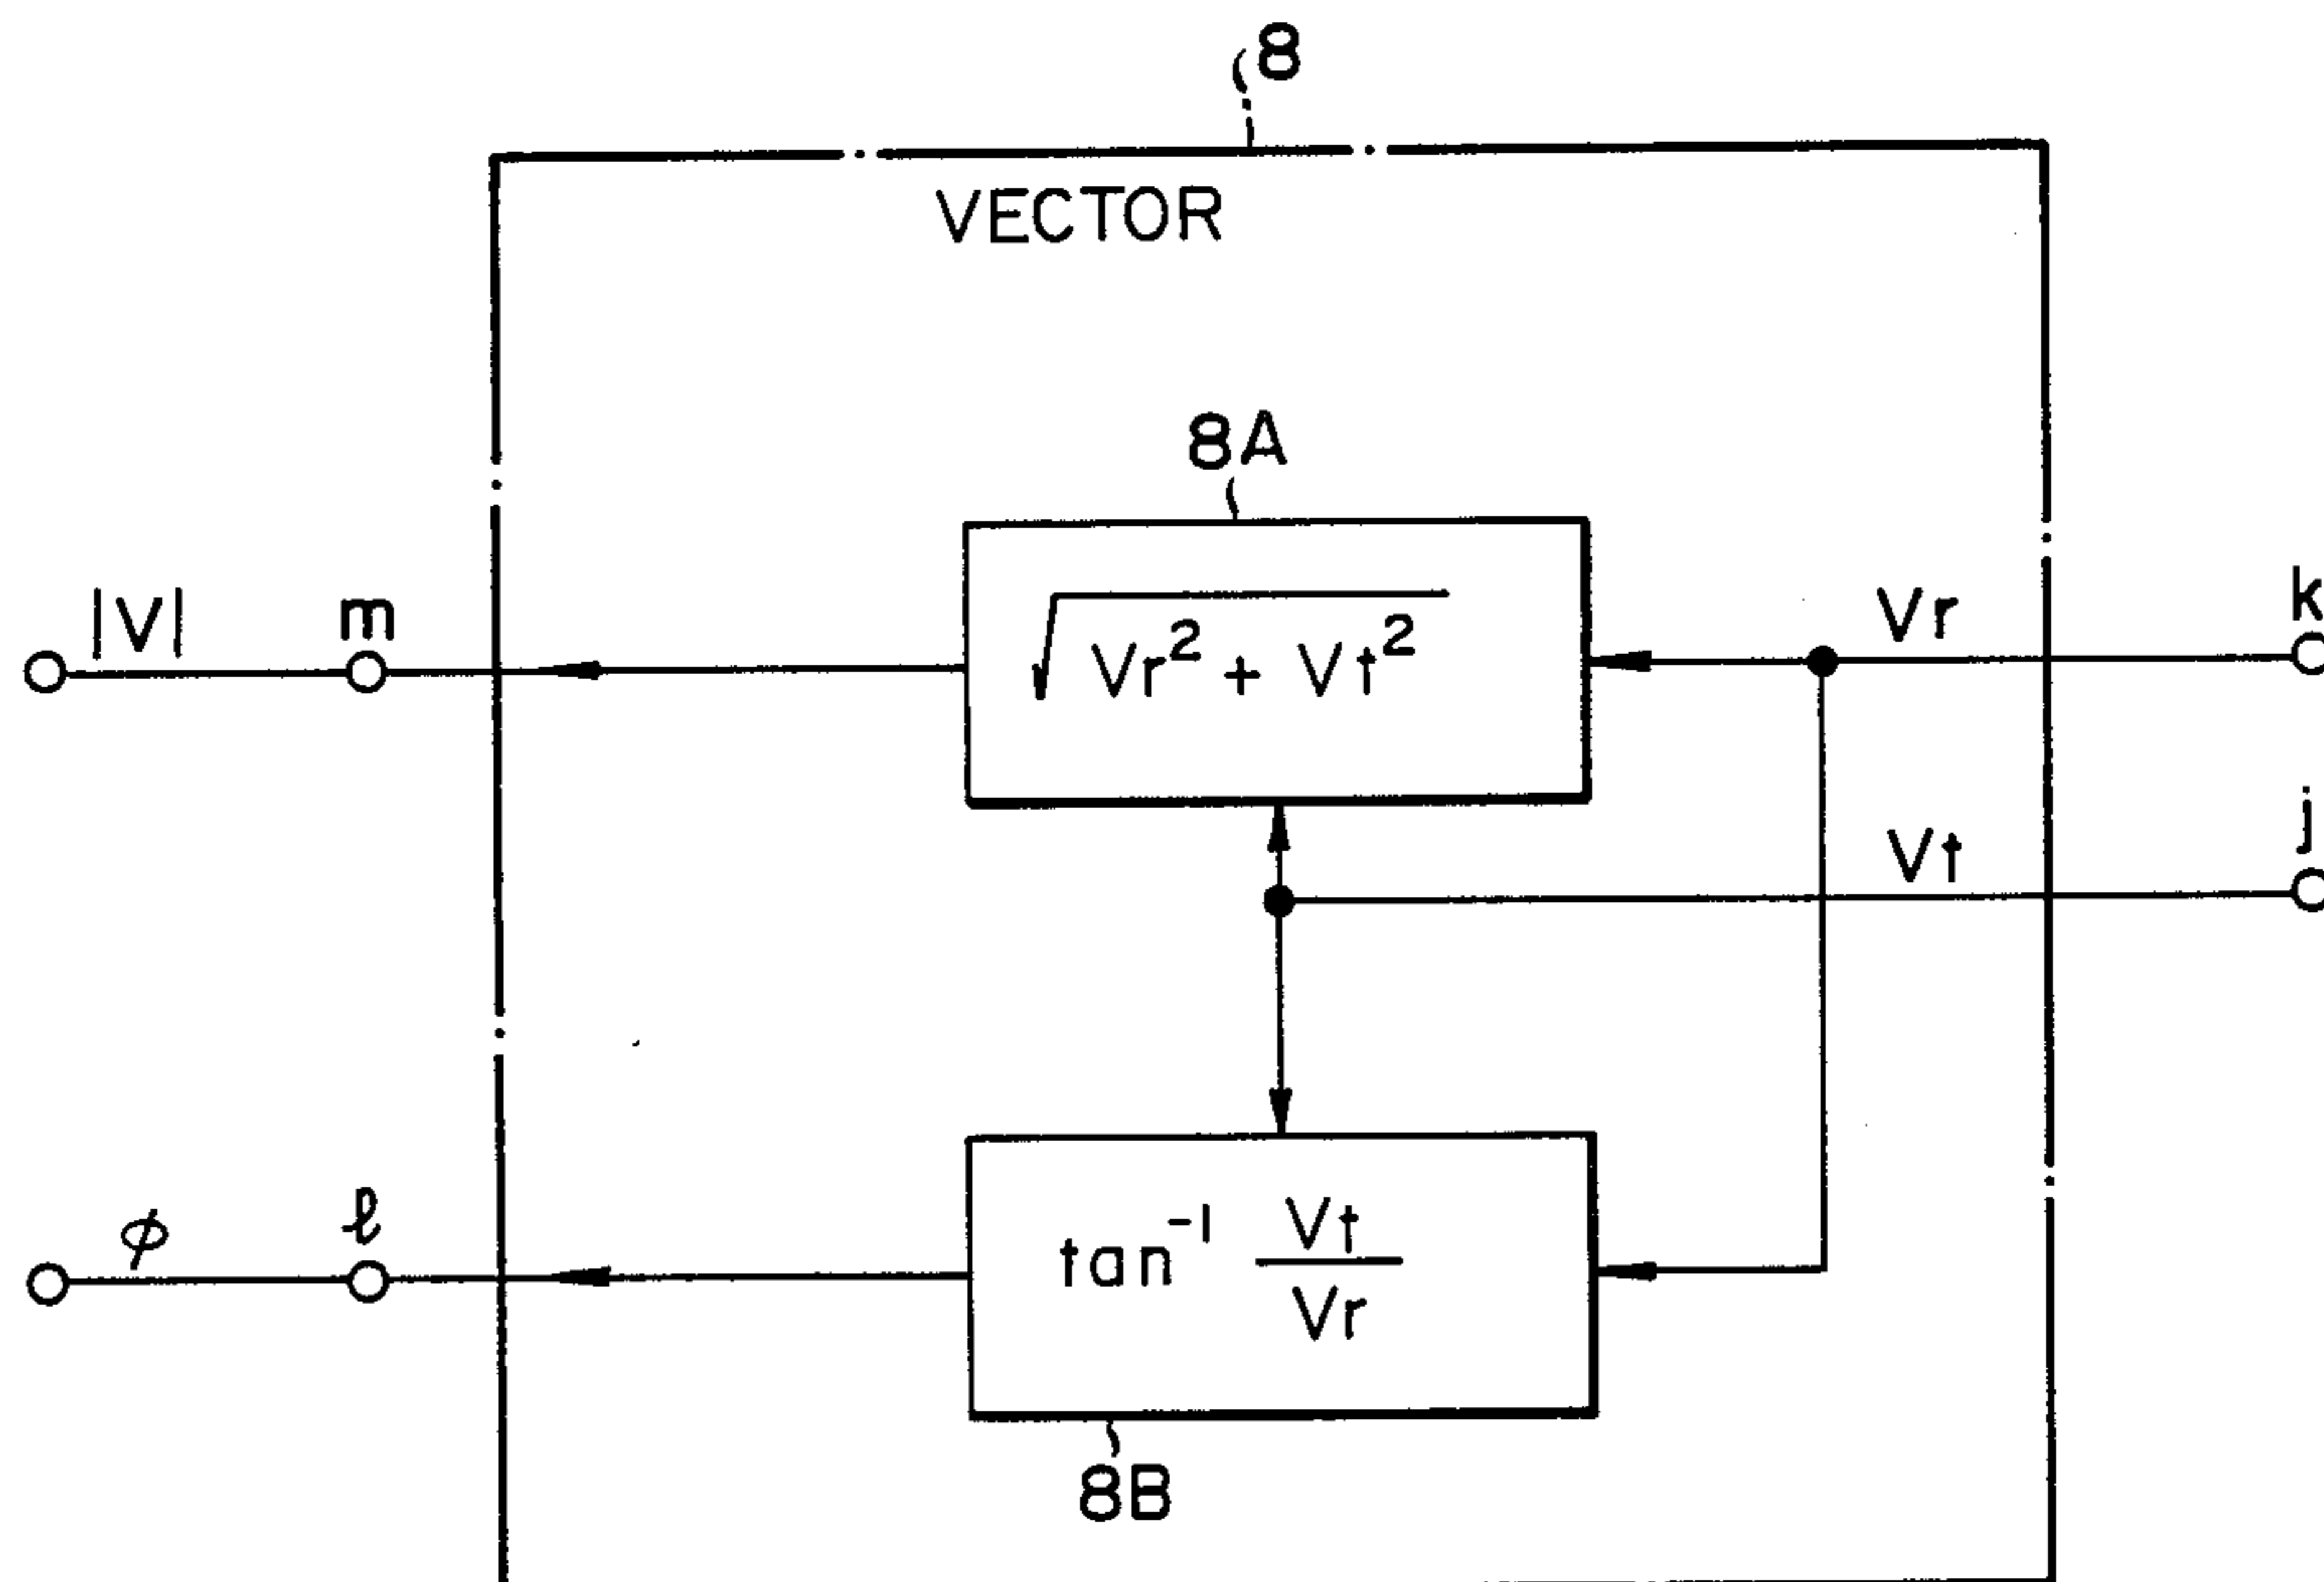 8
VECTOR
8A
|V|
m
√Vr² + Vt²
Vr
k
Vt
j
ϕ
ℓ
tan⁻¹ Vt/Vr
8B